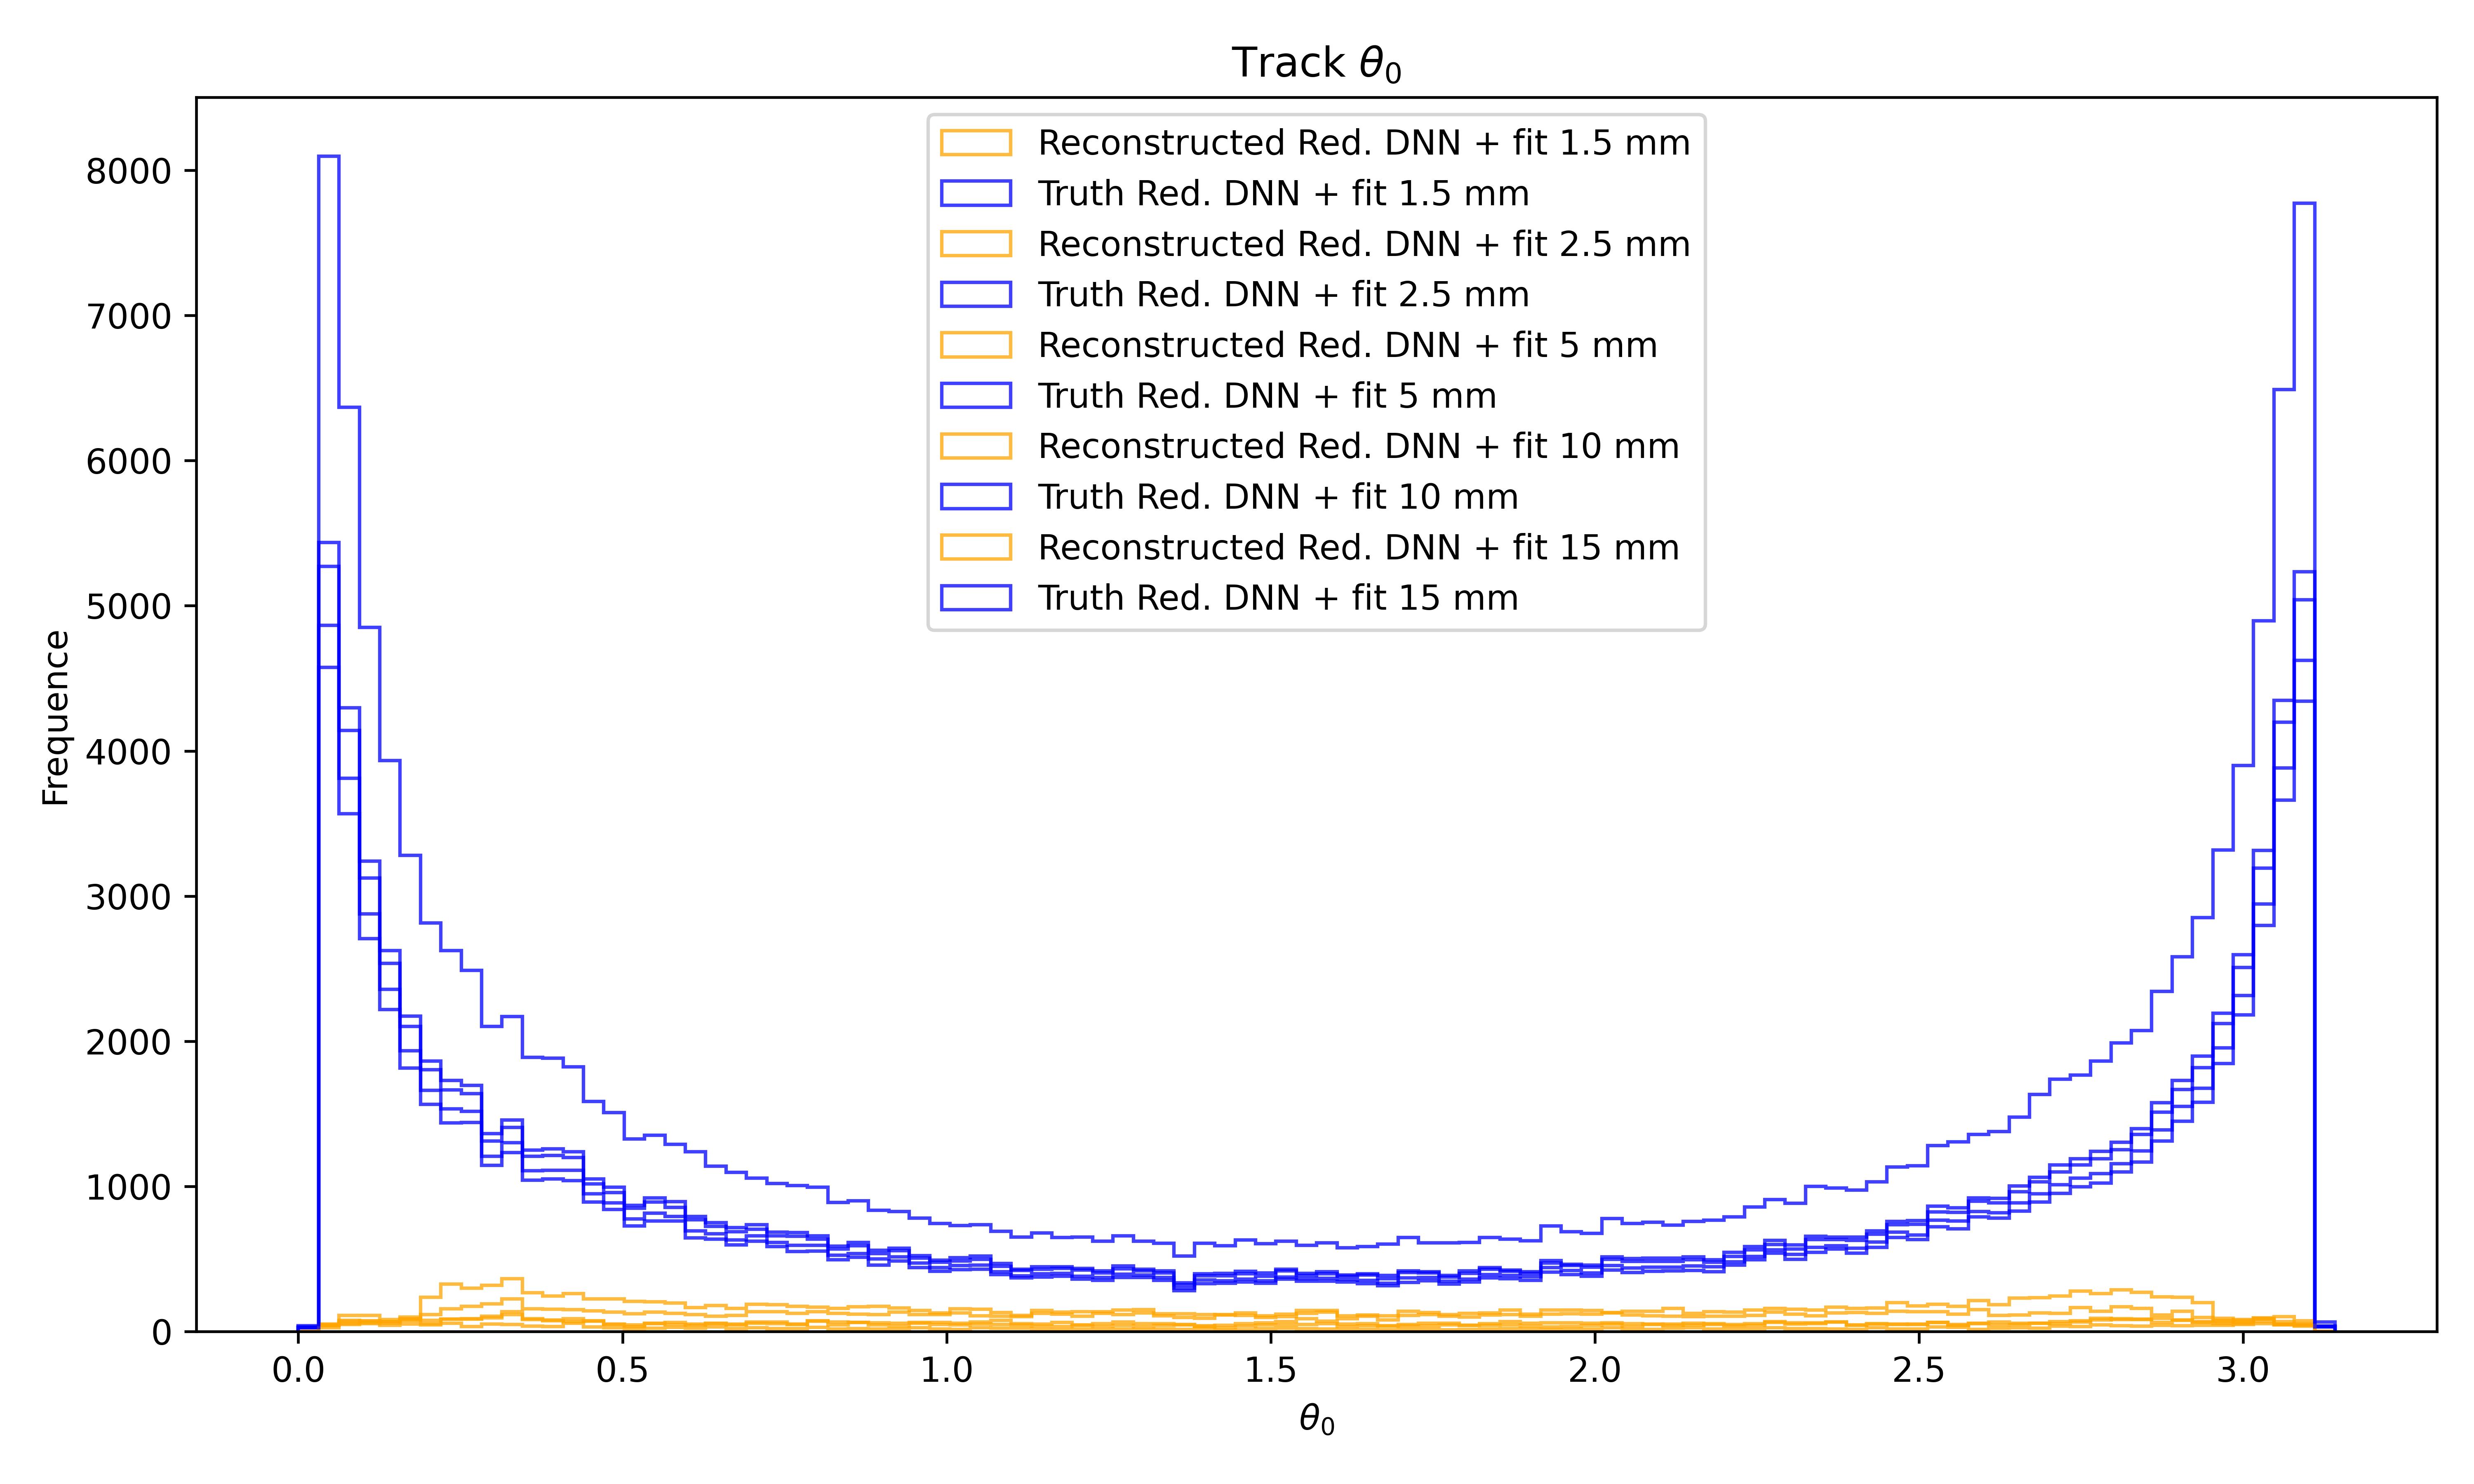 Track θ₀
Reconstructed Red. DNN + fit 1.5 mm
Truth Red. DNN + fit 1.5 mm
Reconstructed Red. DNN + fit 2.5 mm
Truth Red. DNN + fit 2.5 mm
Reconstructed Red. DNN + fit 5 mm
Truth Red. DNN + fit 5 mm
Reconstructed Red. DNN + fit 10 mm
Truth Red. DNN + fit 10 mm
Reconstructed Red. DNN + fit 15 mm
Truth Red. DNN + fit 15 mm
Frequence
8000
7000
6000
5000
4000
3000
2000
1000
0
0.0 0.5 1.0 1.5 2.0 2.5 3.0
θ₀